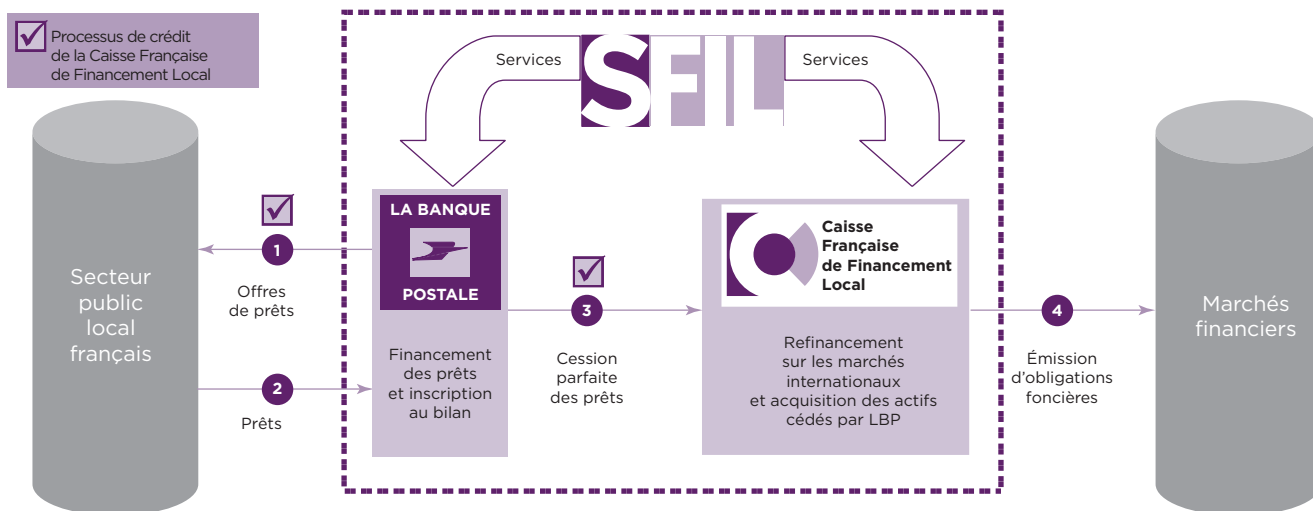 Processus de crédit
de la Caisse Française
de Financement Local
Services
SFIL
Services
LA BANQUE
POSTALE
Caisse
Française
de Financement
Local
1
Offres
de prêts
3
4
Secteur
public
local
français
Marchés
financiers
Financement
des prêts
et inscription
au bilan
Cession
parfaite
des prêts
Refinancement
sur les marchés
internationaux
et acquisition des actifs
cédés par LBP
Émission
d'obligations
foncières
2
Prêts